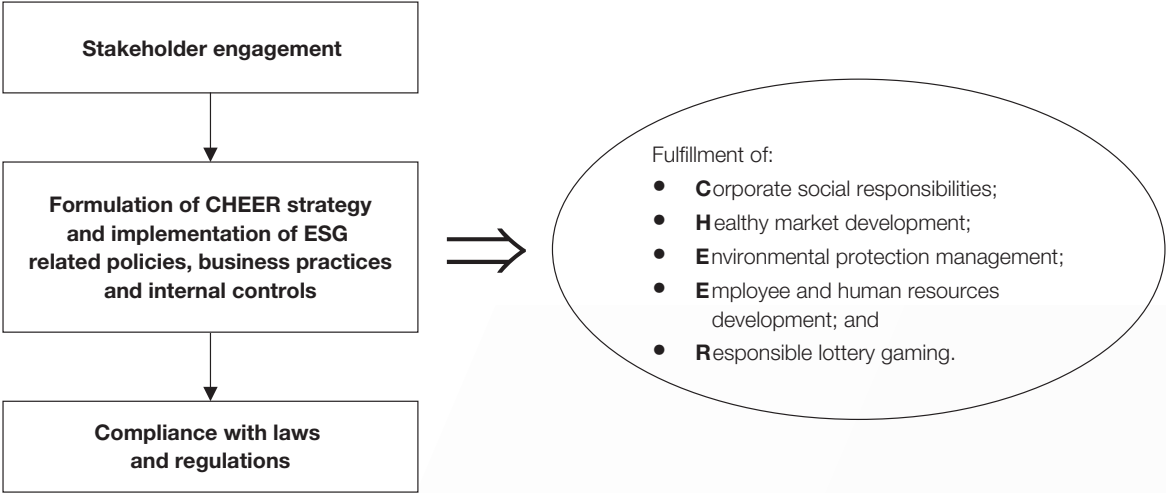 Stakeholder engagement
Formulation of CHEER strategy
and implementation of ESG
related policies, business practices
and internal controls
Compliance with laws
and regulations
Fulfillment of:
● Corporate social responsibilities;
● Healthy market development;
● Environmental protection management;
● Employee and human resources
development; and
● Responsible lottery gaming.